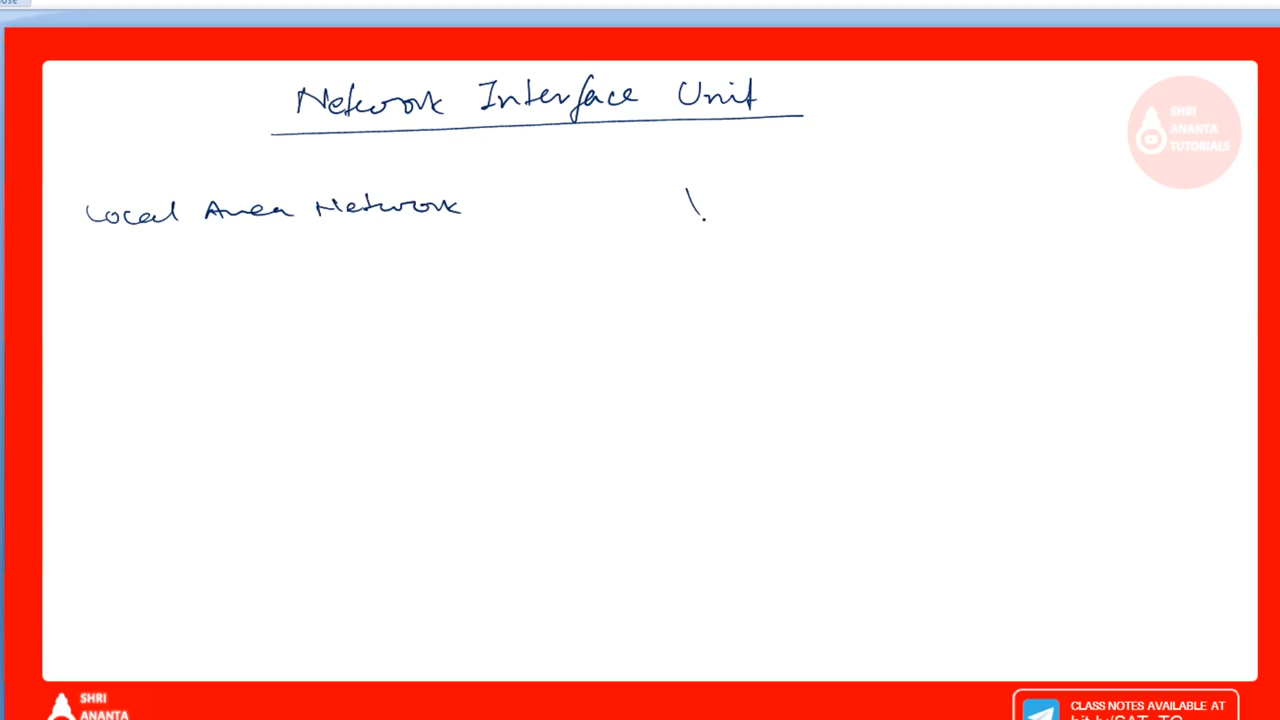 Network Interface Unit
SHRI
ANANTA
TUTORIALS
Local Area Network
SHRI
ANANTA
CLASS NOTES AVAILABLE AT